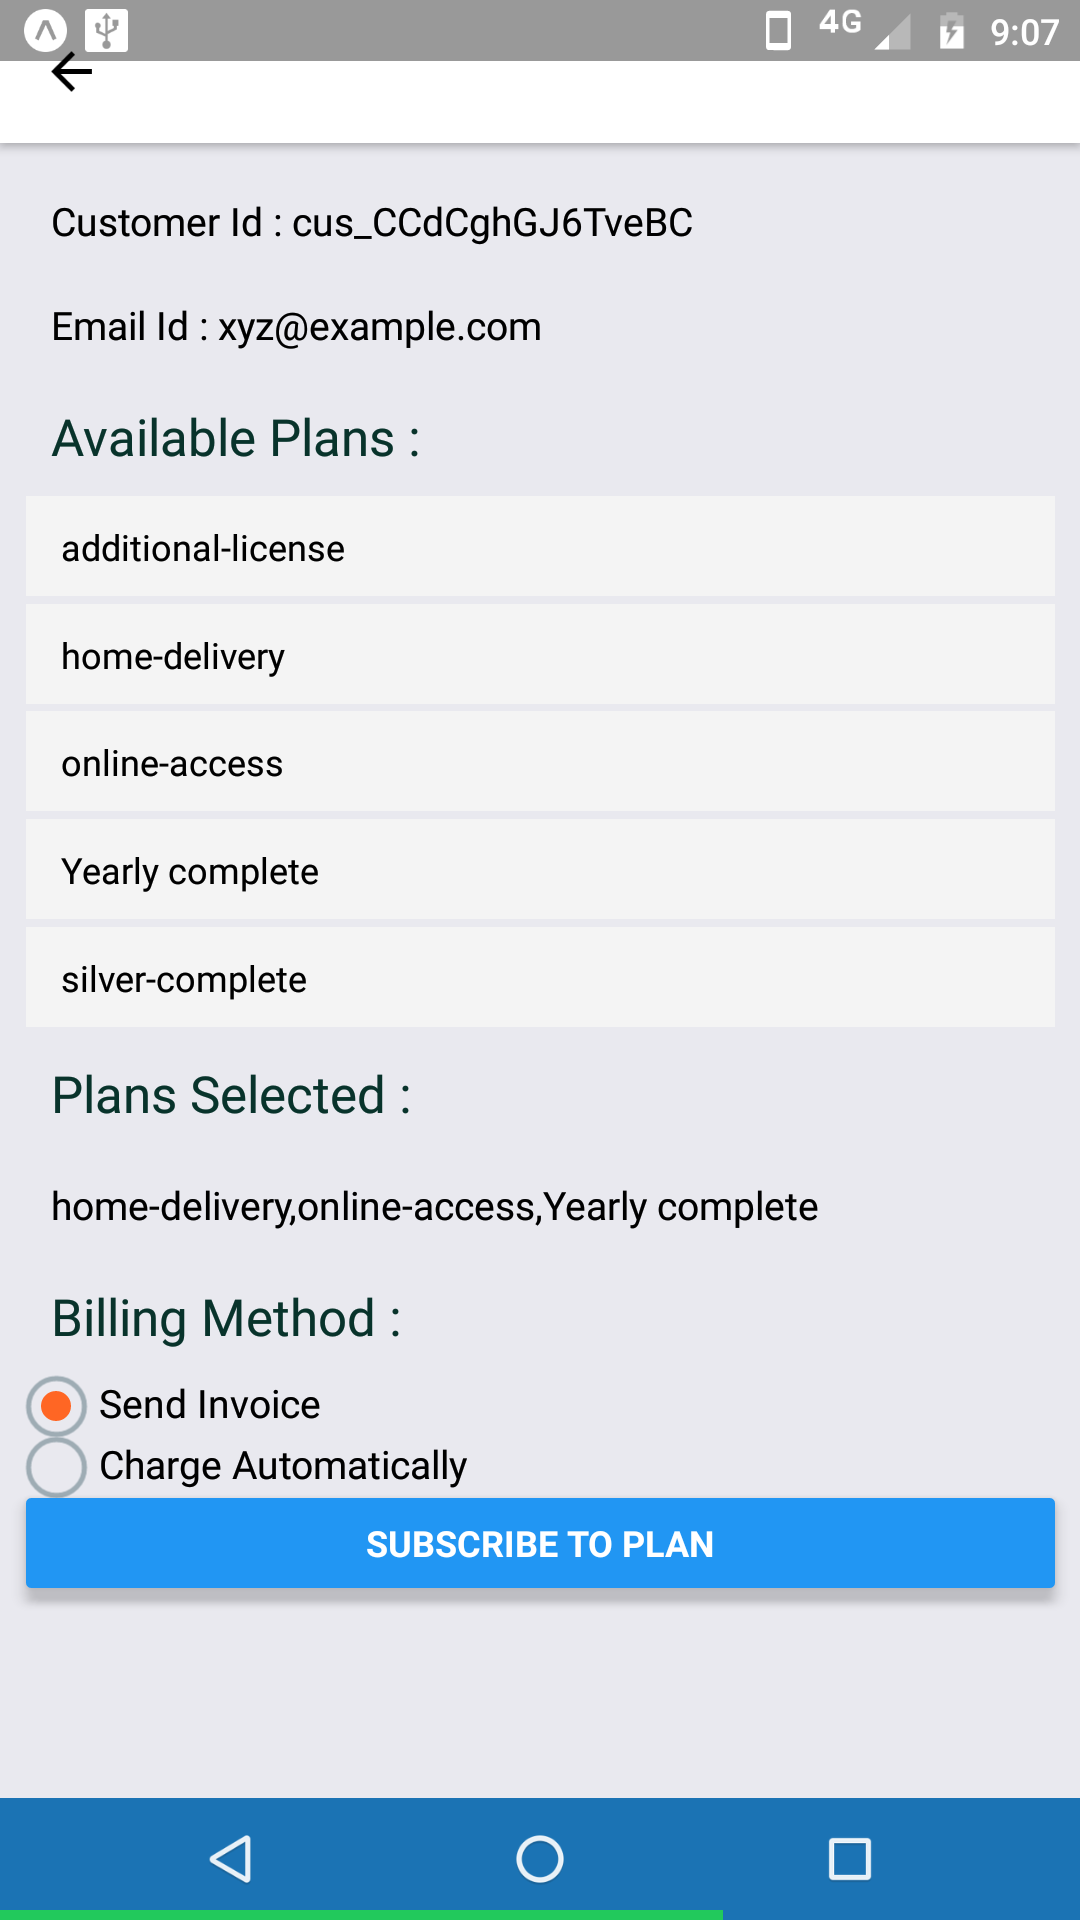 4G 9:07
Customer Id : cus_CCdCghGJ6TveBC
Email Id : xyz@example.com
Available Plans :
additional-license
home-delivery
online-access
Yearly complete
silver-complete
Plans Selected :
home-delivery,online-access,Yearly complete
Billing Method :
Send Invoice
Charge Automatically
SUBSCRIBE TO PLAN